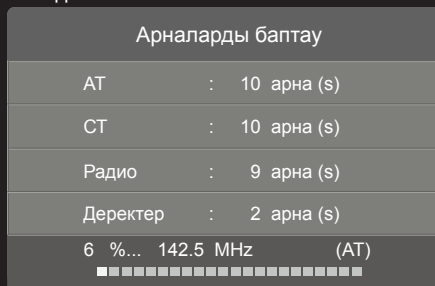 Арналарды баптау
АТ : 10 арна (s)
СТ : 10 арна (s)
Радио : 9 арна (s)
Деректер : 2 арна (s)
6 %... 142.5 MHz (АТ)